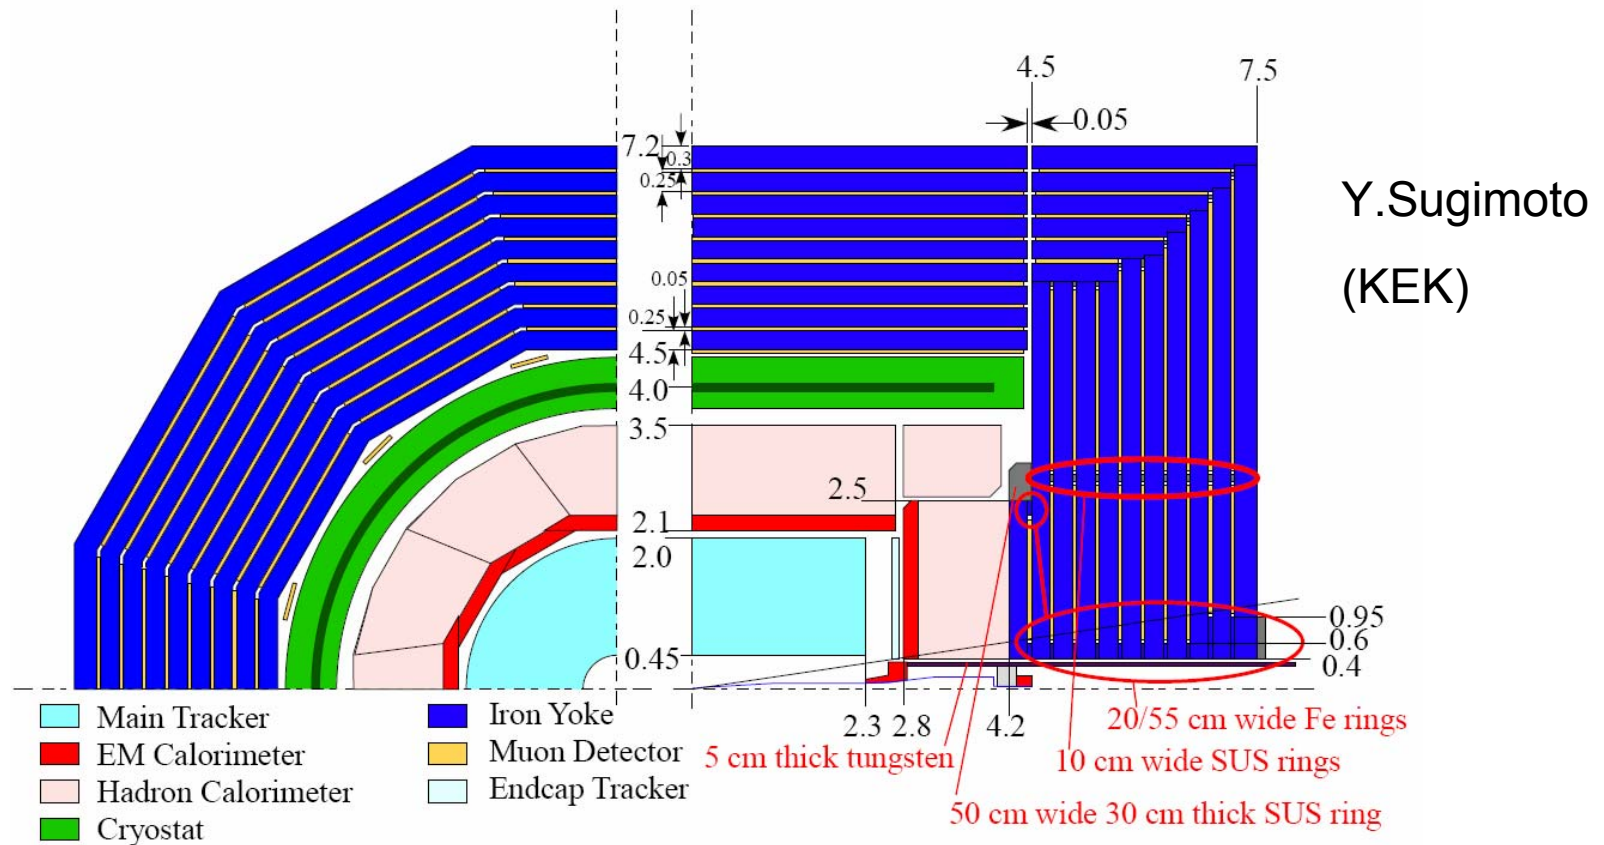 4.5
7.5
0.05
7.2
0.3
0.25
Y.Sugimoto
(KEK)
0.05
0.25
4.5
4.0
3.5
2.5
2.1
2.0
0.95
0.6
0.45
0.4
2.3 2.8 4.2
Main Tracker
EM Calorimeter
Hadron Calorimeter
Cryostat
Iron Yoke
Muon Detector
Endcap Tracker
20/55 cm wide Fe rings
5 cm thick tungsten
10 cm wide SUS rings
50 cm wide 30 cm thick SUS ring